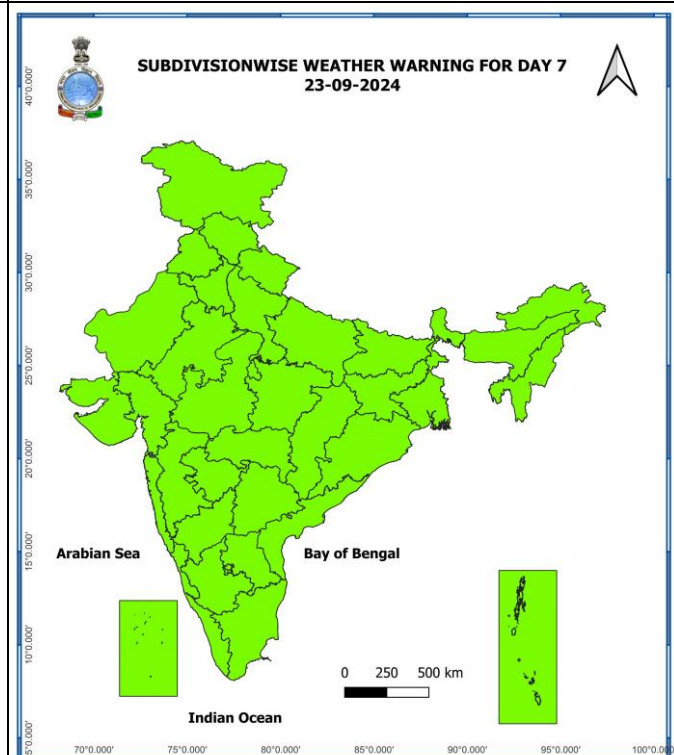 SUBDIVISIONWISE WEATHER WARNING FOR DAY 7
23-09-2024
40°0.000'
35°0.000'
30°0.000'
25°0.000'
20°0.000'
15°0.000'
10°0.000'
5°0.000'
Arabian Sea
Bay of Bengal
0 250 500 km
Indian Ocean
70°0.000' 75°0.000' 80°0.000' 85°0.000' 90°0.000' 95°0.000' 100°0.000'